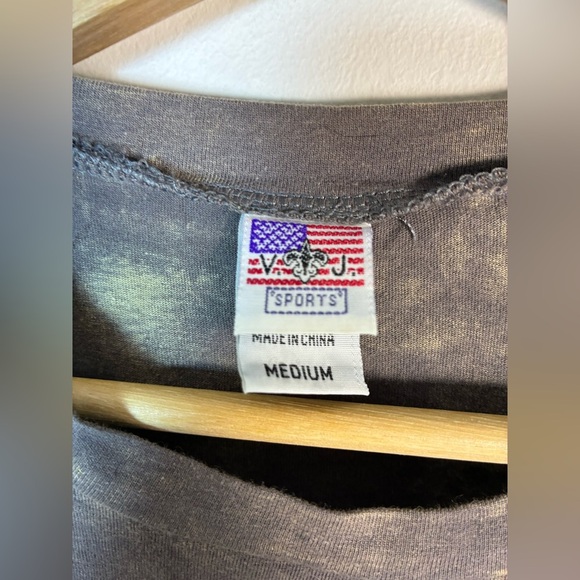 V. J.
"SPORTS"
MADE IN CHINA
MEDIUM